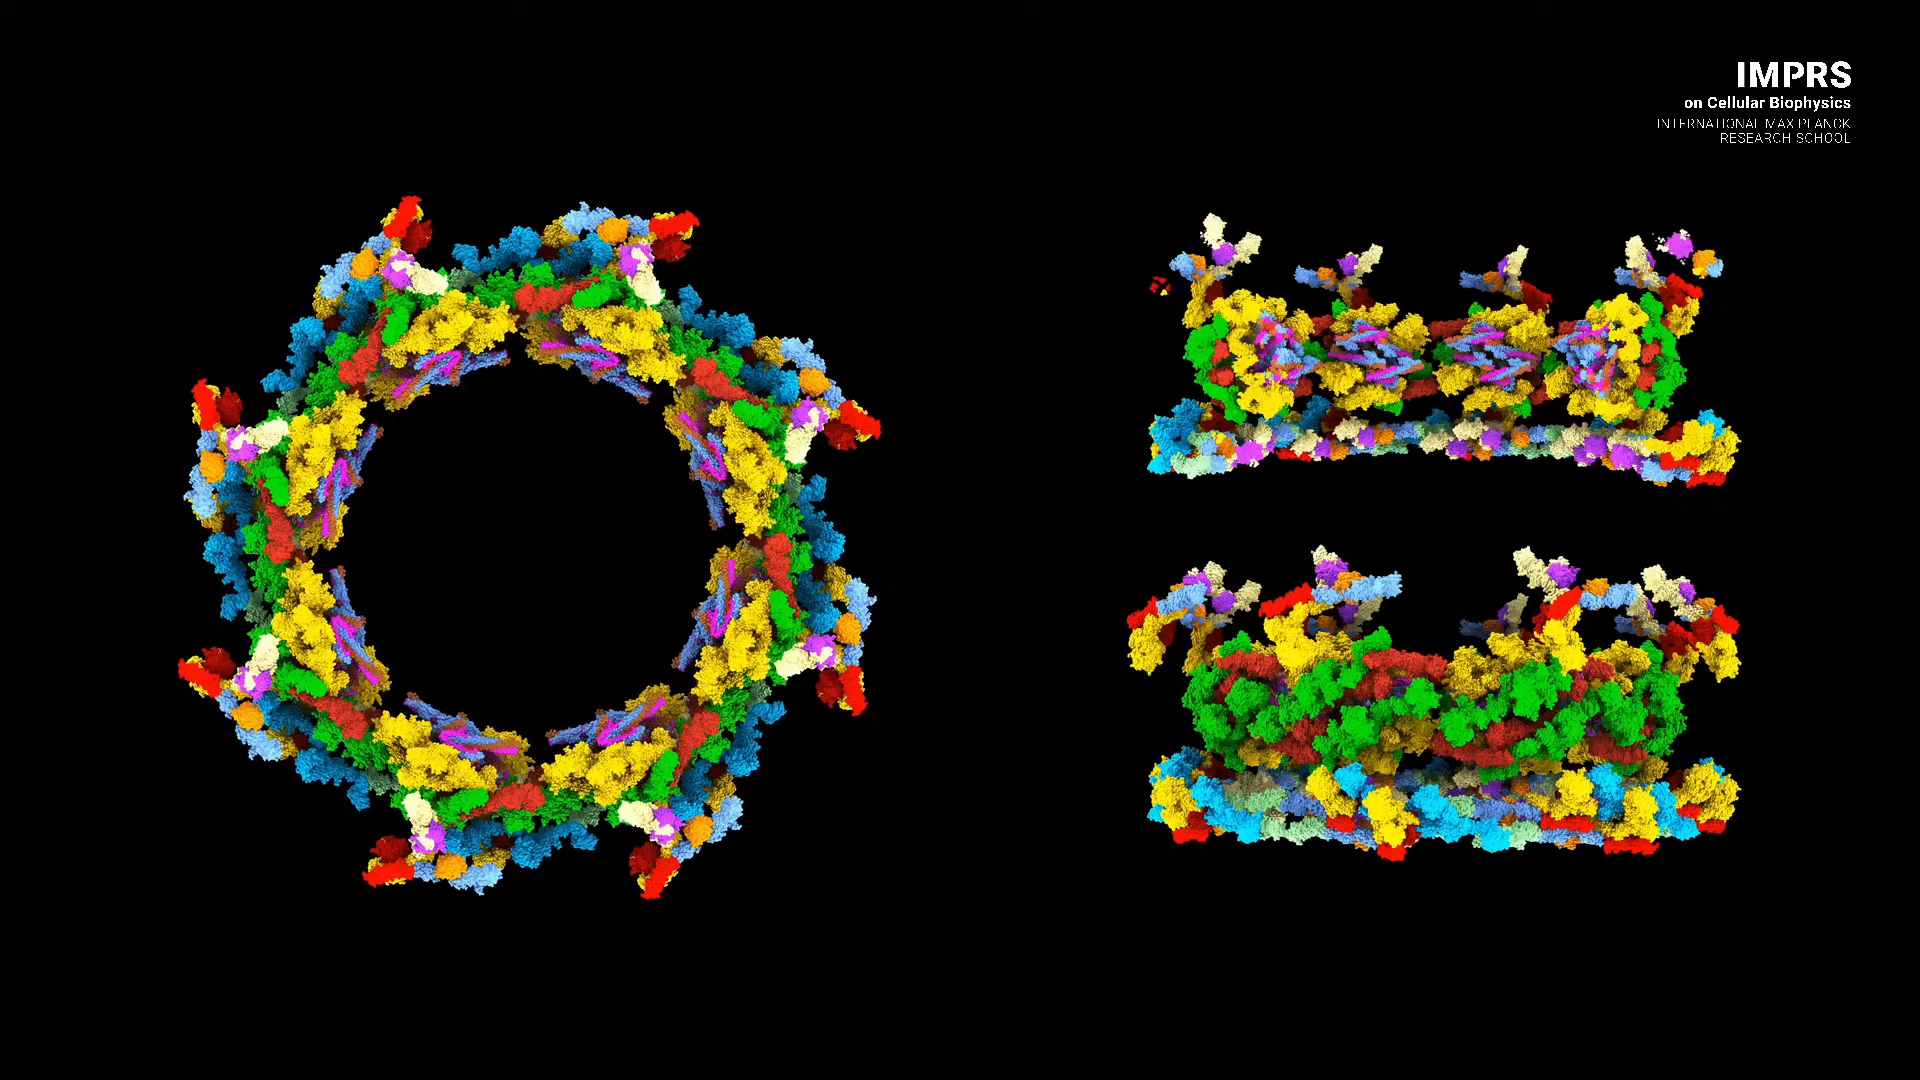 IMPRS
on Cellular Biophysics
INTERNATIONAL MAX PLANCK
RESEARCH SCHOOL